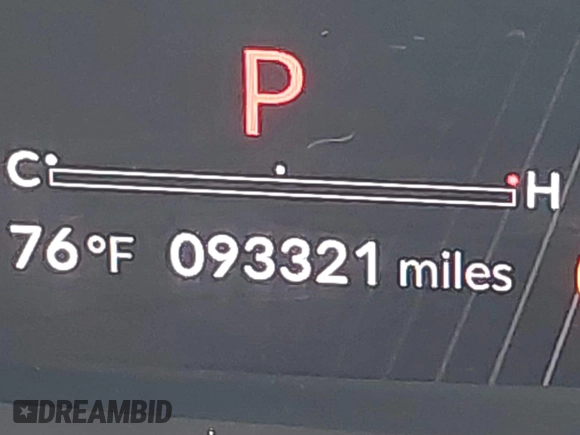 P
C H
76°F 093321 miles
DREAMBID